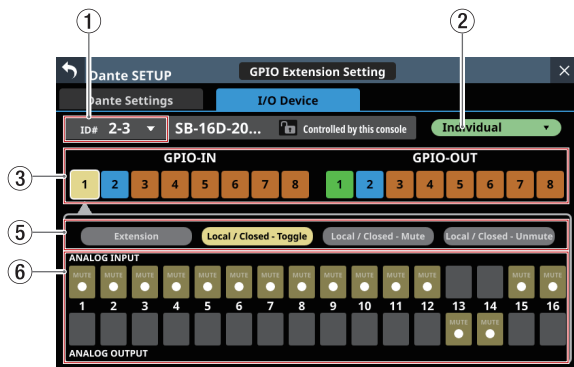 ① ②
Dante SETUP GPIO Extension Setting ×
Dante Settings I/O Device
ID# 2-3 ▼ SB-16D-20... Controlled by this console Individual ▼
GPIO-IN GPIO-OUT
③ 1 2 3 4 5 6 7 8 1 2 3 4 5 6 7 8
⑤ Extension Local / Closed - Toggle Local / Closed - Mute Local / Closed - Unmute
⑥ ANALOG INPUT
MUTE MUTE MUTE MUTE MUTE MUTE MUTE MUTE MUTE MUTE MUTE MUTE MUTE MUTE
1 2 3 4 5 6 7 8 9 10 11 12 13 14 15 16
MUTE MUTE
ANALOG OUTPUT